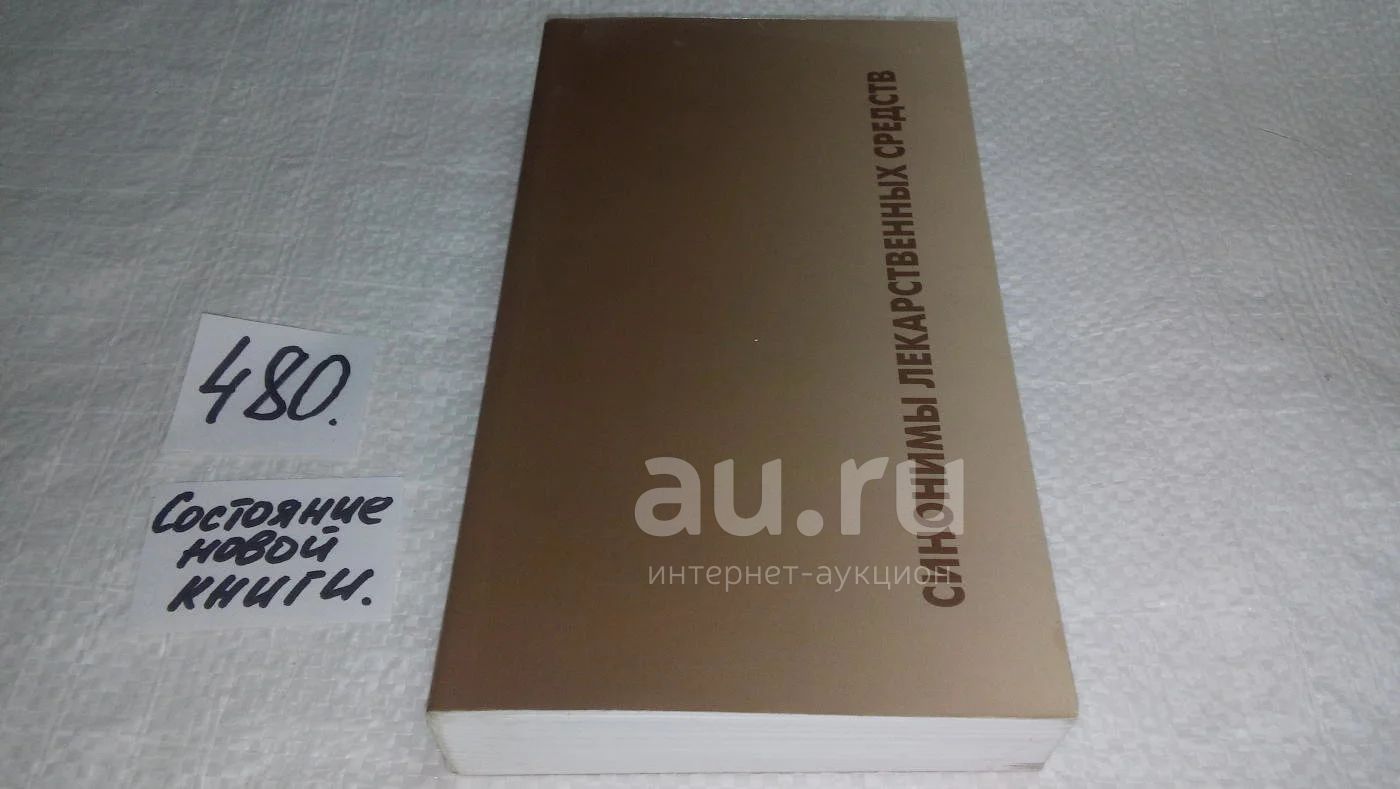 480.
Состояние
новой
книги.
СИНОНИМЫ ЛЕКАРСТВЕННЫХ СРЕДСТВ
au.ru
интернет-аукцион